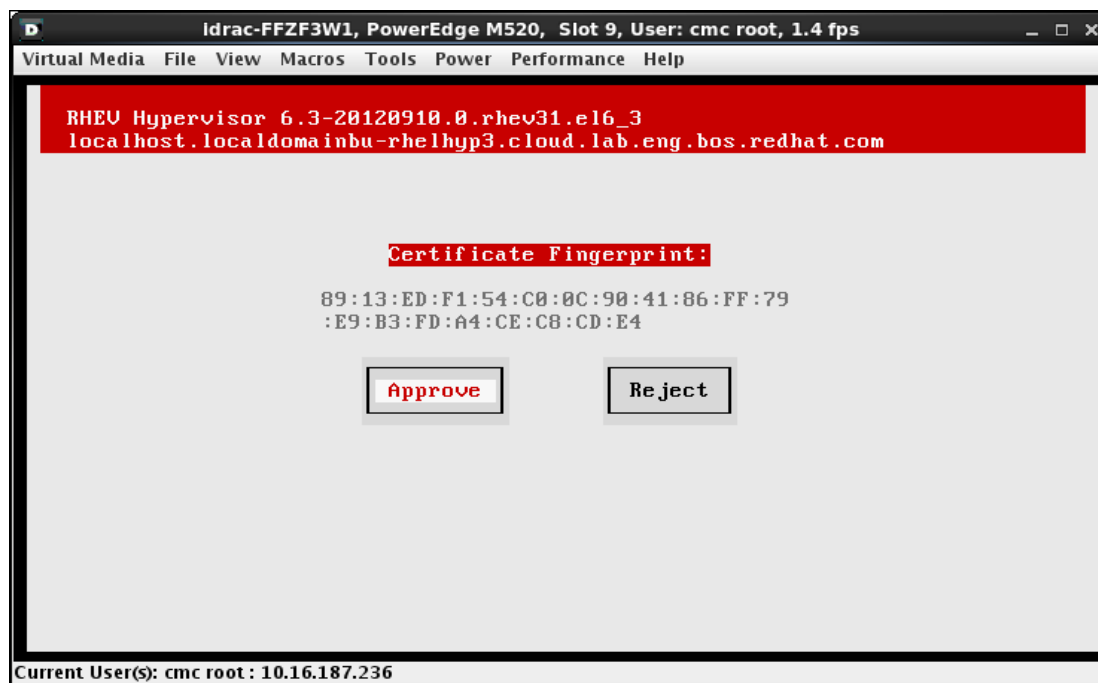 idrac-FFZF3W1, PowerEdge M520, Slot 9, User: cmc root, 1.4 fps
Virtual Media File View Macros Tools Power Performance Help
RHEV Hypervisor 6.3-20120910.0.rhev31.el6_3
localhost.localdomainbu-rhelhyp3.cloud.lab.eng.bos.redhat.com
Certificate Fingerprint:
89:13:ED:F1:54:C0:0C:90:41:86:FF:79
:E9:B3:FD:A4:CE:C8:CD:E4
Approve Reject
Current User(s): cmc root : 10.16.187.236